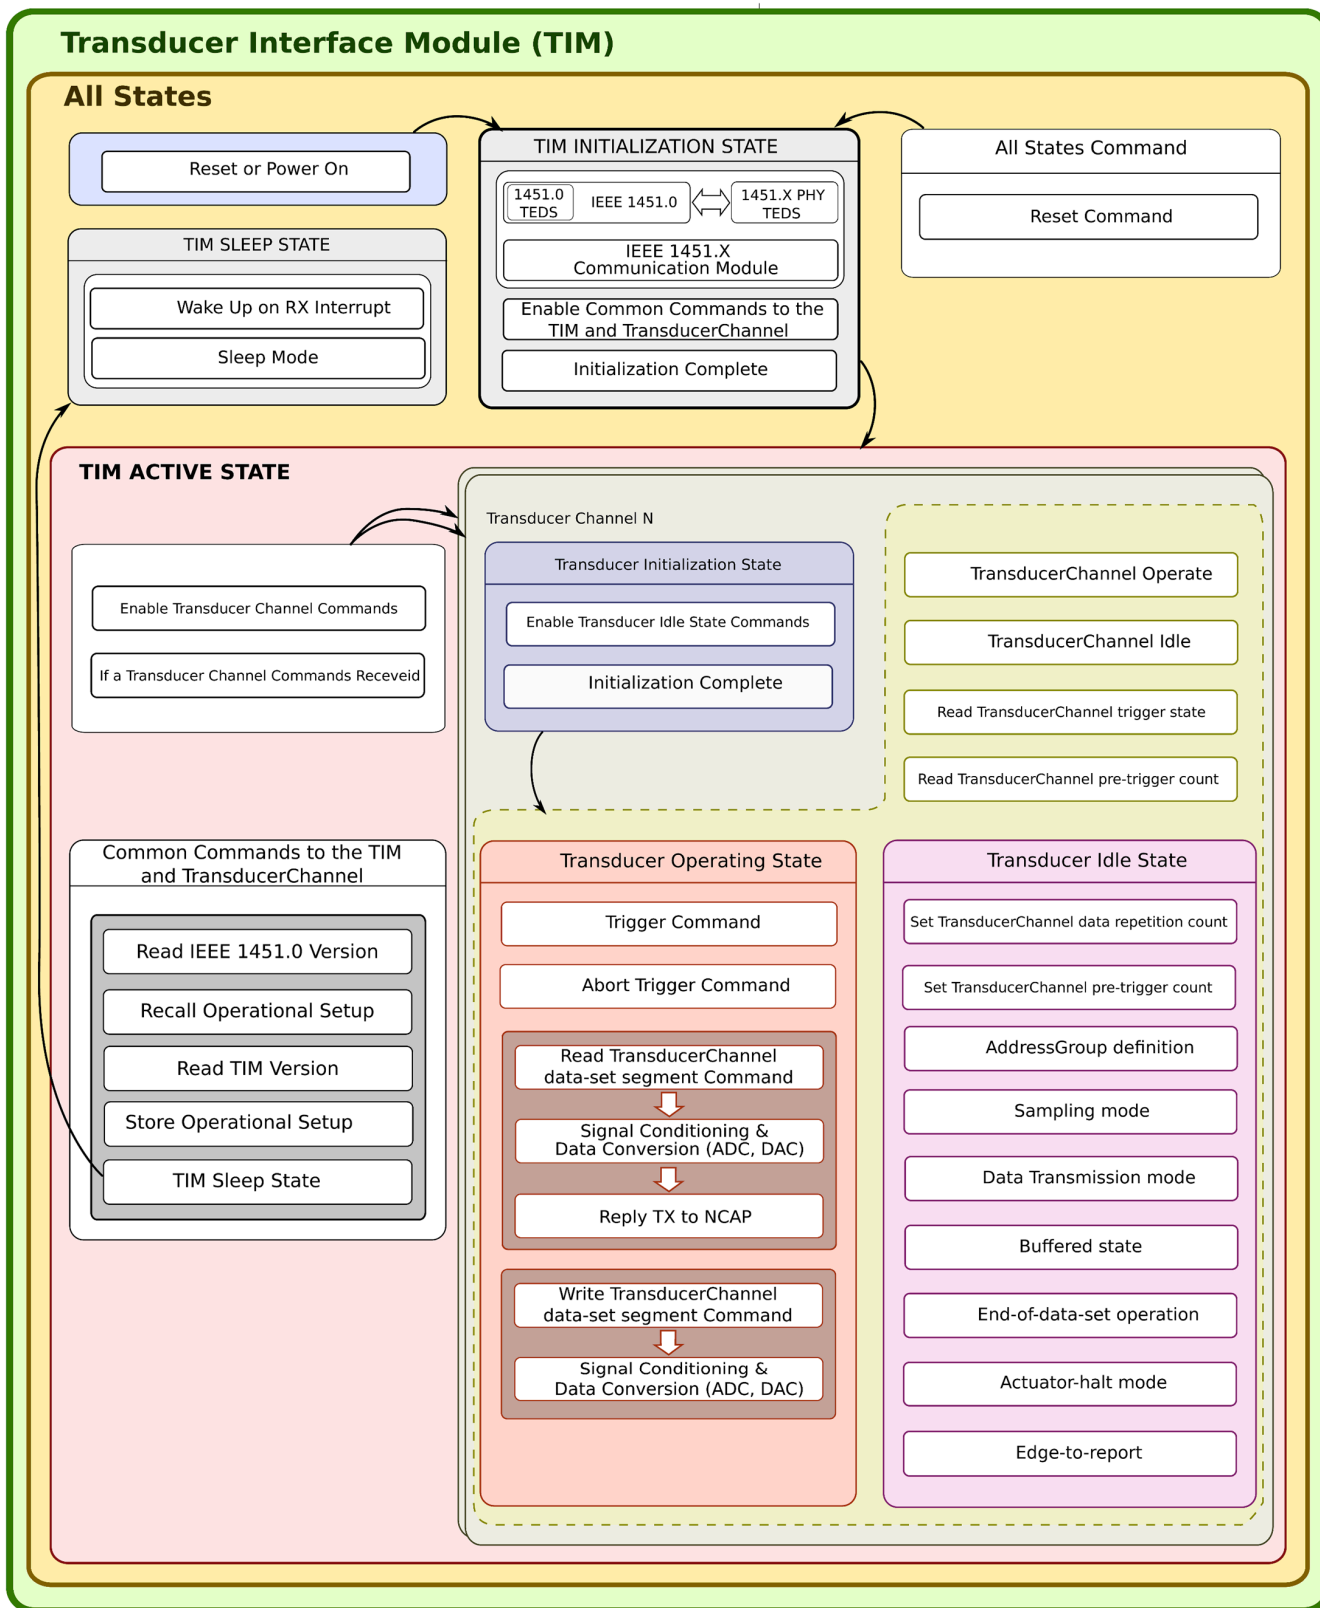 Transducer Interface Module (TIM)
All States
Reset or Power On
TIM SLEEP STATE
Wake Up on RX Interrupt
Sleep Mode
TIM INITIALIZATION STATE
1451.0
TEDS
IEEE 1451.0
1451.X PHY
TEDS
IEEE 1451.X
Communication Module
Enable Common Commands to the
TIM and TransducerChannel
Initialization Complete
All States Command
Reset Command
TIM ACTIVE STATE
Enable Transducer Channel Commands
If a Transducer Channel Commands Receveid
Common Commands to the TIM
and TransducerChannel
Read IEEE 1451.0 Version
Recall Operational Setup
Read TIM Version
Store Operational Setup
TIM Sleep State
Transducer Channel N
Transducer Initialization State
Enable Transducer Idle State Commands
Initialization Complete
TransducerChannel Operate
TransducerChannel Idle
Read TransducerChannel trigger state
Read TransducerChannel pre-trigger count
Transducer Operating State
Trigger Command
Abort Trigger Command
Read TransducerChannel
data-set segment Command
Signal Conditioning &
Data Conversion (ADC, DAC)
Reply TX to NCAP
Write TransducerChannel
data-set segment Command
Signal Conditioning &
Data Conversion (ADC, DAC)
Transducer Idle State
Set TransducerChannel data repetition count
Set TransducerChannel pre-trigger count
AddressGroup definition
Sampling mode
Data Transmission mode
Buffered state
End-of-data-set operation
Actuator-halt mode
Edge-to-report